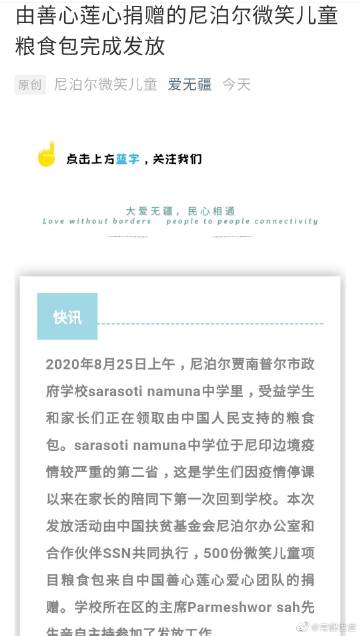 由善心莲心捐赠的尼泊尔微笑儿童
粮食包完成发放
原创 尼泊尔微笑儿童 爱无疆 今天
点击上方蓝字，关注我们
大爱无疆，民心相通
Love without borders people to people connectivity
快讯
2020年8月25日上午，尼泊尔贾南普尔市政
府学校sarasoti namuna中学里，受益学生
和家长们正在领取由中国人民支持的粮食
包。sarasoti namuna中学位于尼印边境疫
情较严重的第二省，这是学生们因疫情停课
以来在家长的陪同下第一次回到学校。本次
发放活动由中国扶贫基金会尼泊尔办公室和
合作伙伴SSN共同执行，500份微笑儿童项
目粮食包来自中国善心莲心爱心团队的捐
赠。学校所在区的主席Parmeshwor sah先
生亲自主持参加了发放工作